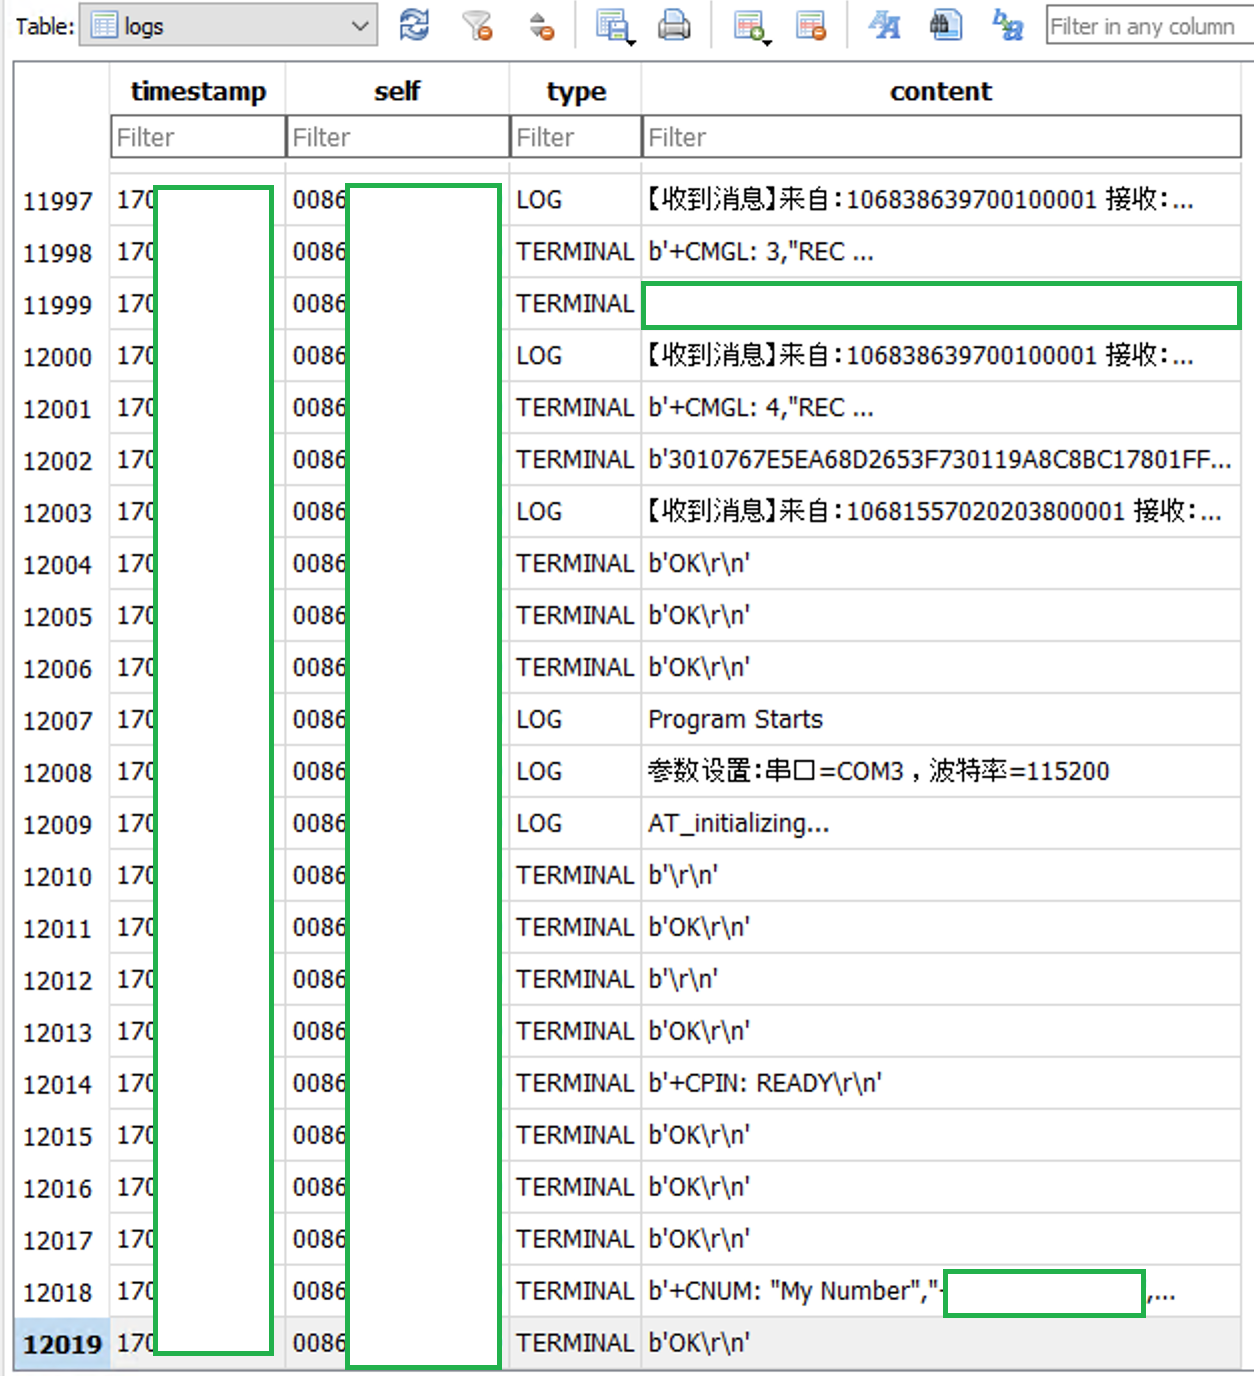 Table: logs Filter in any column
timestamp self type content
Filter Filter Filter Filter
11997 170 0086 LOG 【收到消息】来自:106838639700100001 接收:...
11998 170 0086 TERMINAL b'+CMGL: 3,"REC ...
11999 170 0086 TERMINAL
12000 170 0086 LOG 【收到消息】来自:106838639700100001 接收:...
12001 170 0086 TERMINAL b'+CMGL: 4,"REC ...
12002 170 0086 TERMINAL b'3010767E5EA68D2653F730119A8C8BC17801FF...
12003 170 0086 LOG 【收到消息】来自:10681557020203800001 接收:...
12004 170 0086 TERMINAL b'OK\r\n'
12005 170 0086 TERMINAL b'OK\r\n'
12006 170 0086 TERMINAL b'OK\r\n'
12007 170 0086 LOG Program Starts
12008 170 0086 LOG 参数设置:串口=COM3，波特率=115200
12009 170 0086 LOG AT_initializing...
12010 170 0086 TERMINAL b'\r\n'
12011 170 0086 TERMINAL b'OK\r\n'
12012 170 0086 TERMINAL b'\r\n'
12013 170 0086 TERMINAL b'OK\r\n'
12014 170 0086 TERMINAL b'+CPIN: READY\r\n'
12015 170 0086 TERMINAL b'OK\r\n'
12016 170 0086 TERMINAL b'OK\r\n'
12017 170 0086 TERMINAL b'OK\r\n'
12018 170 0086 TERMINAL b'+CNUM: "My Number"," ,...
12019 170 0086 TERMINAL b'OK\r\n'